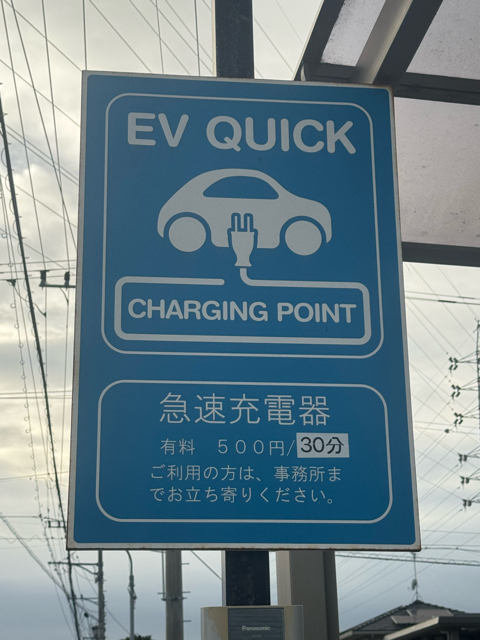 EV QUICK
CHARGING POINT
急速充電器
有料 500円/30分
ご利用の方は、事務所ま
でお立ち寄りください。
Panasonic